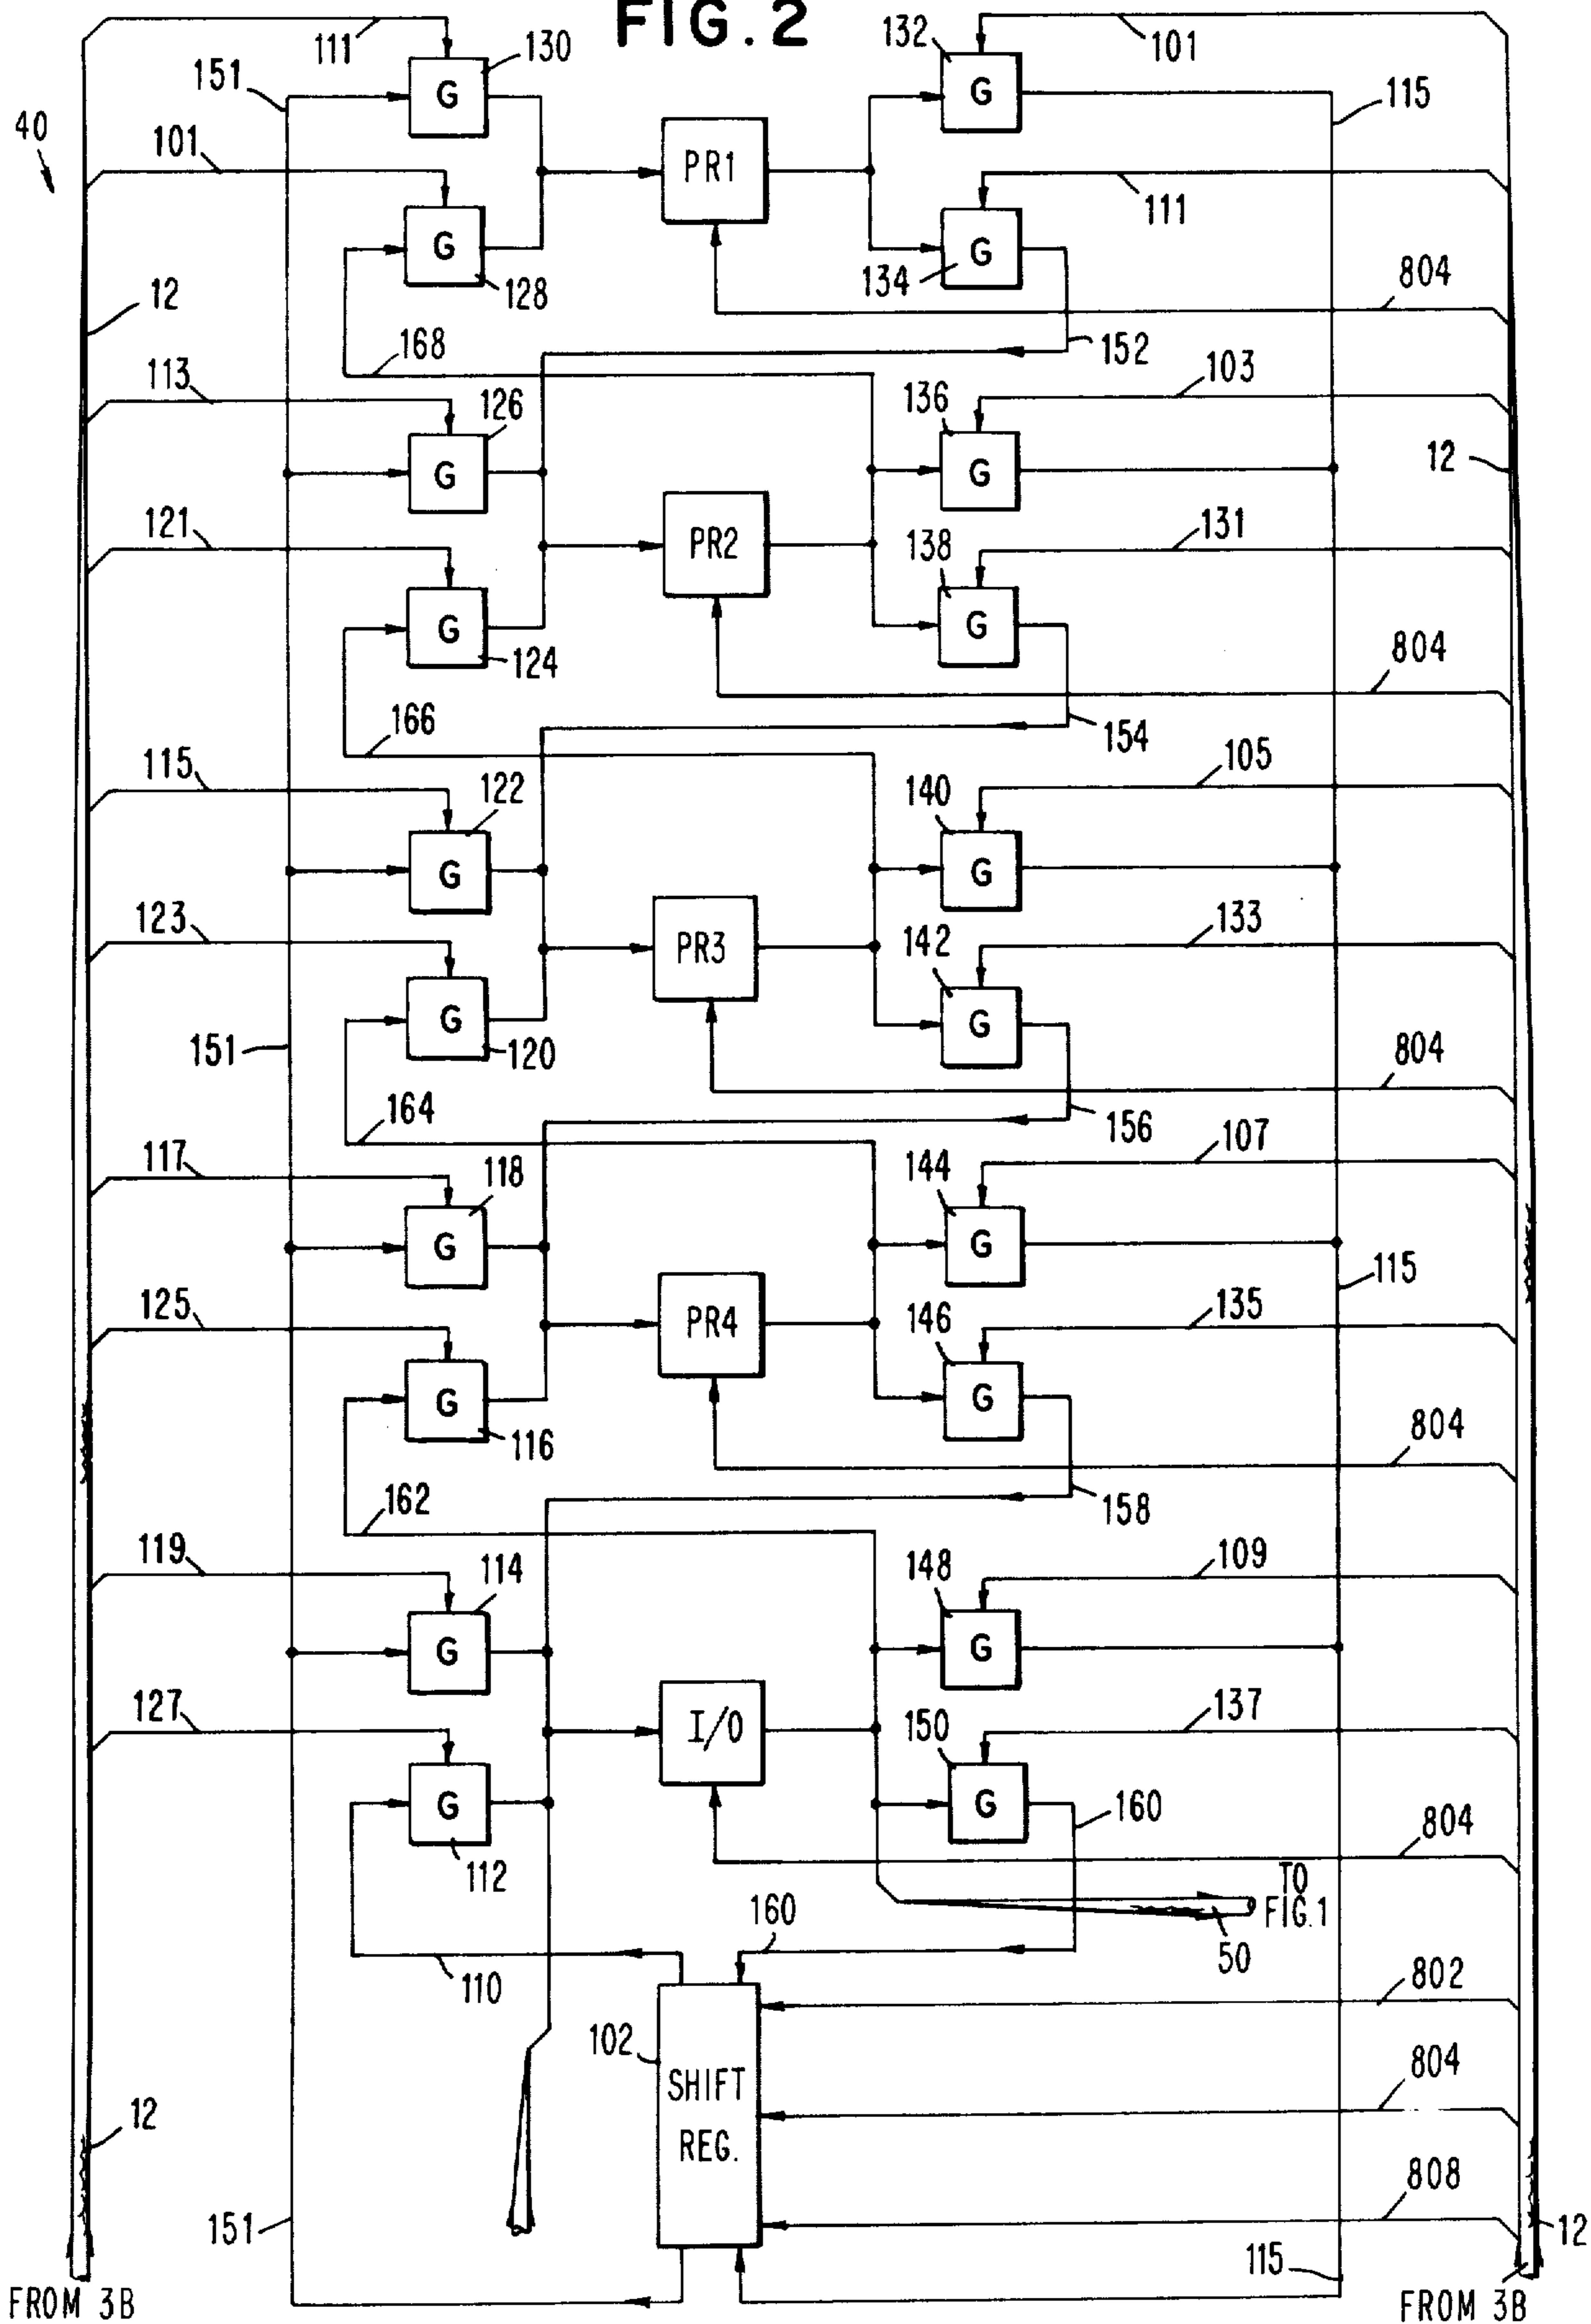 FIG. 2
111
130
132
101
151
G
G
115
40
101
PR1
111
G
G
128
134
804
12
168
152
113
126
136
103
G
G
12
121
PR2
138
131
G
G
124
804
166
154
115
122
140
105
G
G
123
PR3
142
133
G
G
151
120
804
164
156
117
118
144
107
G
G
115
125
PR4
146
135
G
G
116
804
162
158
119
114
148
109
G
G
127
I/O
150
137
G
G
160
112
804
TO
FIG. 1
160
50
110
802
102
SHIFT
REG.
804
12
808
151
12
115
FROM 3B
FROM 3B